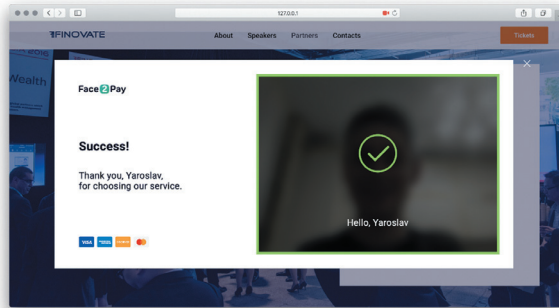 127.0.0.1
FINOVATE
About Speakers Partners Contacts
Tickets
Wealth
Face2Pay
Success!
Thank you, Yaroslav,
for choosing our service.
Hello, Yaroslav
VISA